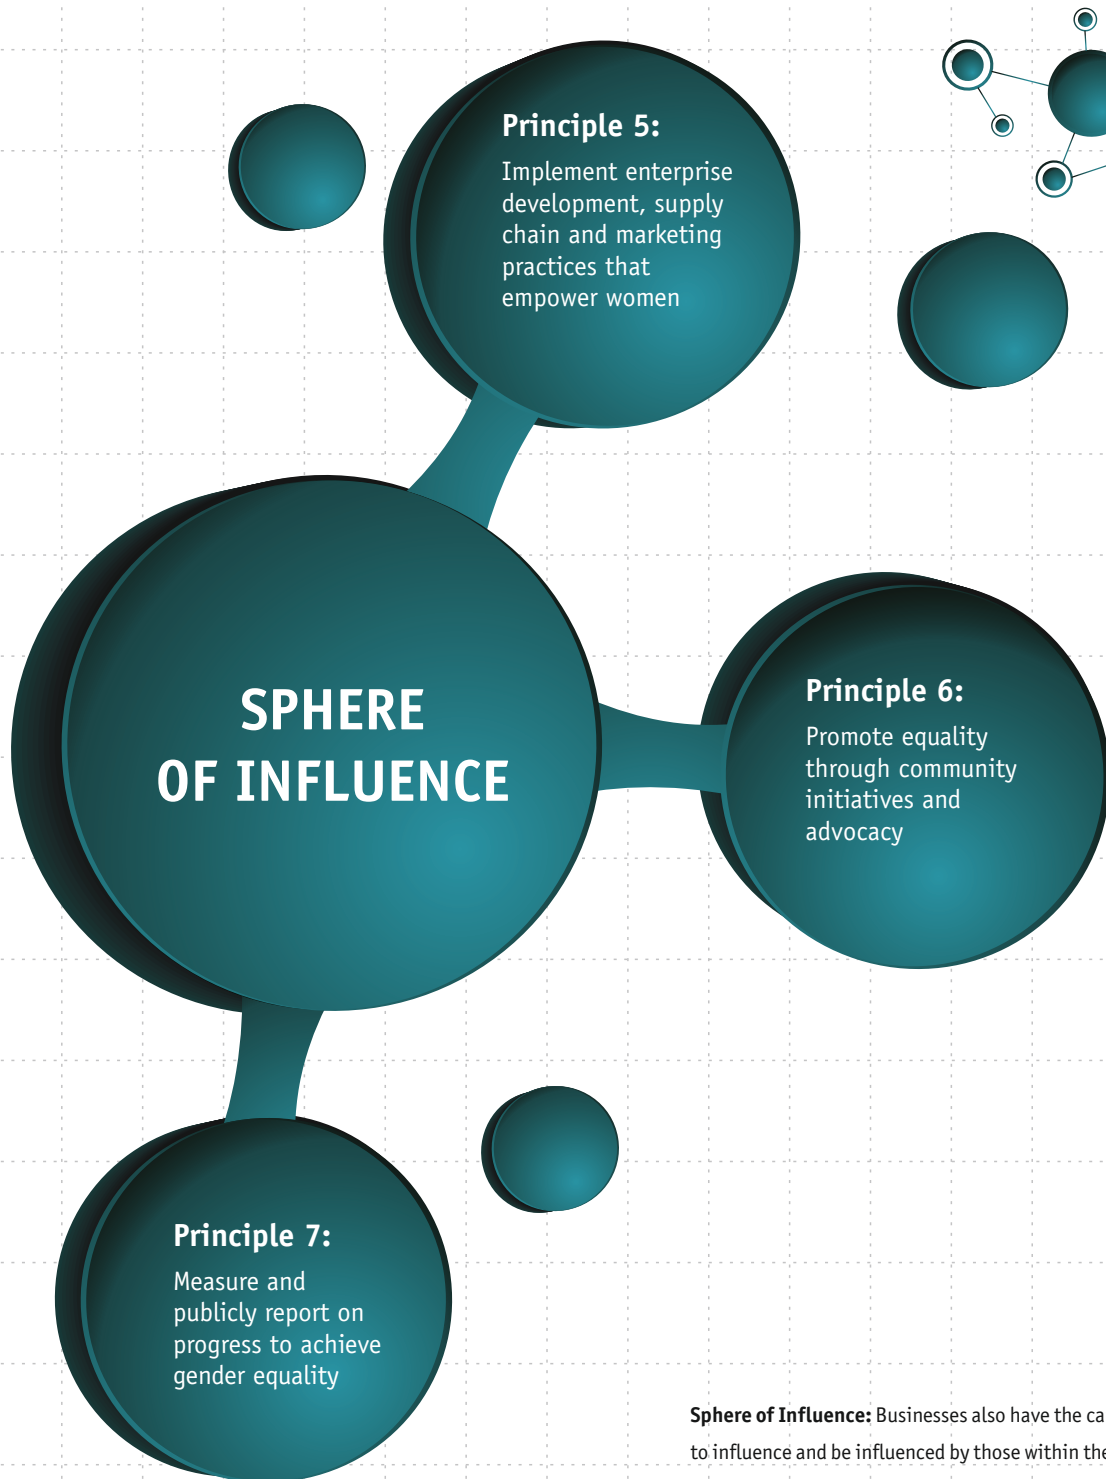 Principle 5:
Implement enterprise
development, supply
chain and marketing
practices that
empower women
SPHERE
OF INFLUENCE
Principle 6:
Promote equality
through community
initiatives and
advocacy
Principle 7:
Measure and
publicly report on
progress to achieve
gender equality
Sphere of Influence: Businesses also have the ca
to influence and be influenced by those within the